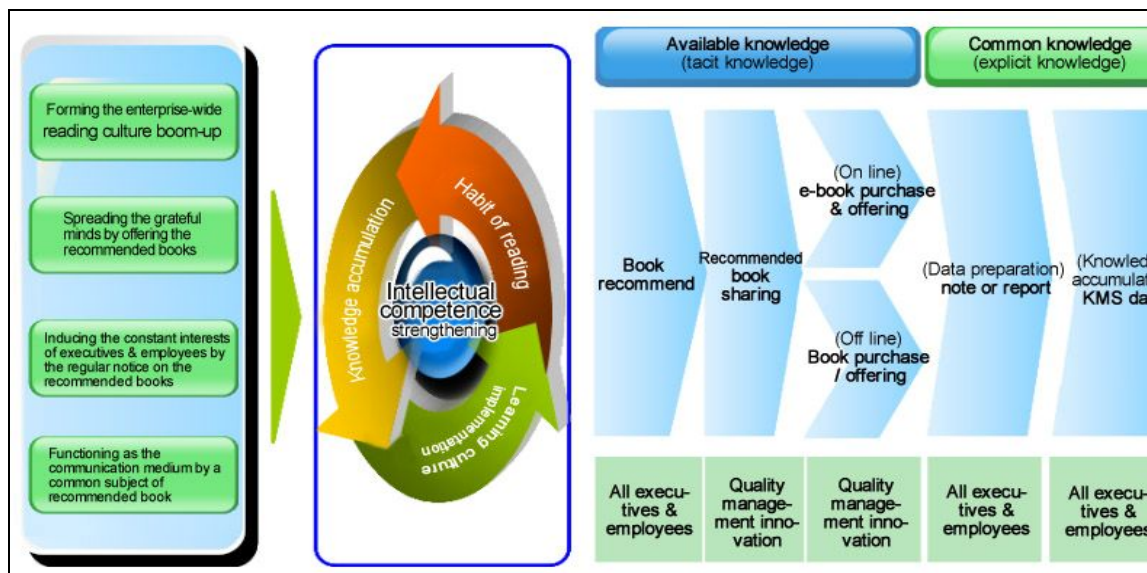 Forming the enterprise-wide
reading culture boom-up
Spreading the grateful
minds by offering the
recommended books
Inducing the constant interests
of executives & employees by
the regular notice on the
recommended books
Functioning as the
communication medium by a
common subject of
recommended book
Habit of reading
Knowledge accumulation
Learning culture
implementation
Intellectual
competence
strengthening
Available knowledge
(tacit knowledge)
Common knowledge
(explicit knowledge)
Book
recommend
Recommended
book
sharing
(On line)
e-book purchase
& offering
(Off line)
Book purchase
/ offering
(Data preparation)
note or report
(Knowled
accumulat
KMS da
All execu-
tives &
employees
Quality
manage-
ment inno-
vation
Quality
manage-
ment inno-
vation
All execu-
tives &
employees
All execu-
tives &
employees